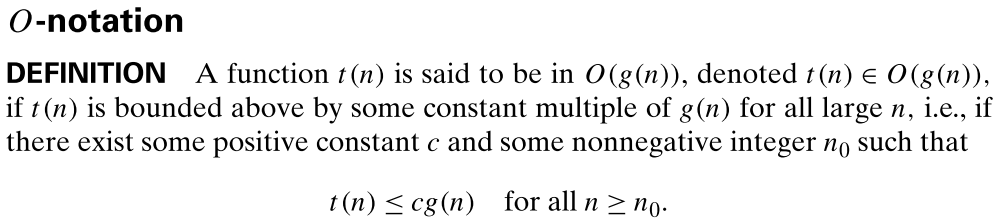 O-notation
DEFINITION A function t(n) is said to be in O(g(n)), denoted t(n) ∈ O(g(n)),
if t(n) is bounded above by some constant multiple of g(n) for all large n, i.e., if
there exist some positive constant c and some nonnegative integer n₀ such that
t(n) ≤ cg(n) for all n ≥ n₀.